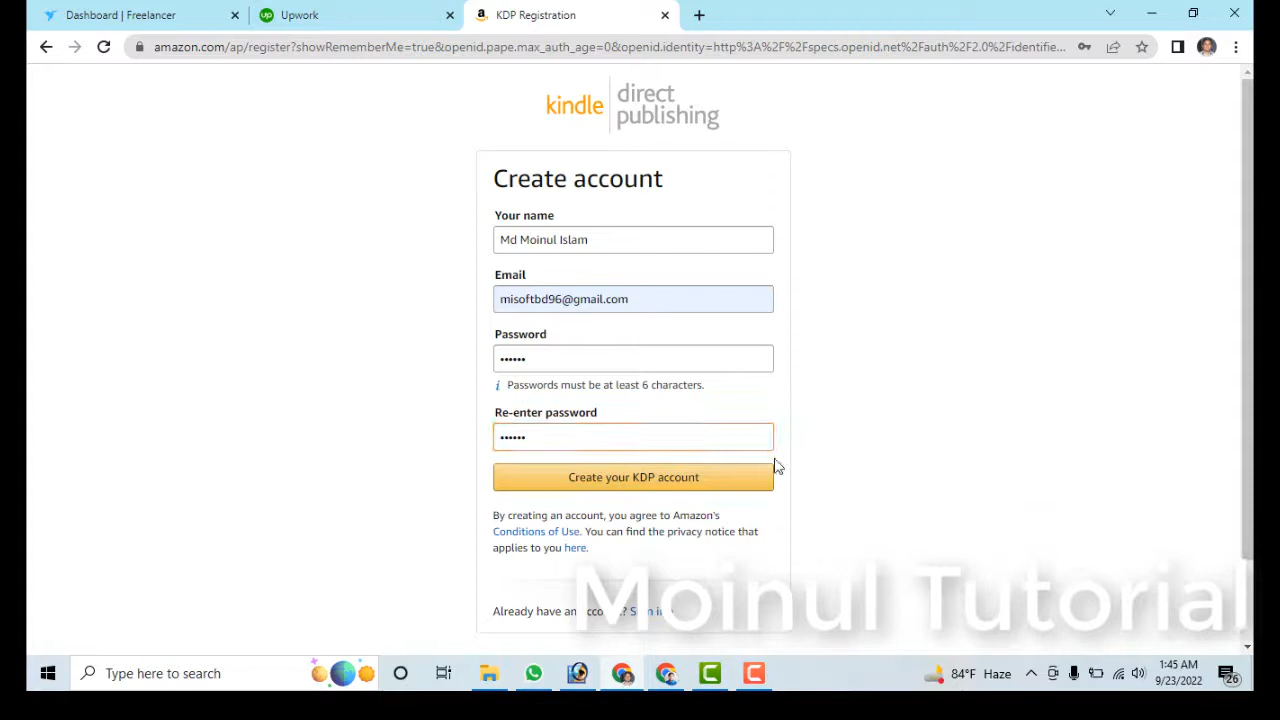 Dashboard | Freelancer
Upwork
KDP Registration
amazon.com/ap/register?showRememberMe=true&openid.pape.max_auth_age=0&openid.identity=http%3A%2F%2Fspecs.openid.net%2Fauth%2F2.0%2Fidentifie...
kindle direct publishing
Create account
Your name
Md Moinul Islam
Email
misoftbd96@gmail.com
Password
••••••
i Passwords must be at least 6 characters.
Re-enter password
••••••
Create your KDP account
By creating an account, you agree to Amazon's
Conditions of Use. You can find the privacy notice that
applies to you here.
Already have an account? Sign in
Moinul Tutorial
Type here to search
84°F Haze
1:45 AM
9/23/2022
26